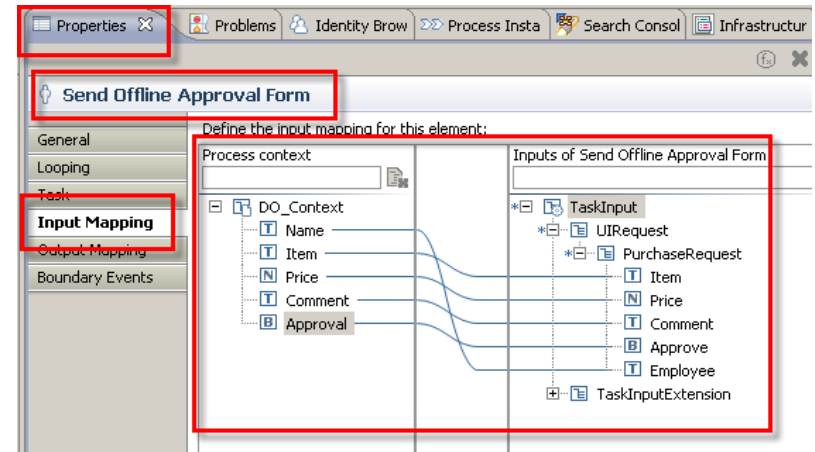 Properties Problems Identity Brow Process Insta Search Consol Infrastructur
Send Offline Approval Form
General
Looping
Task
Input Mapping
Output Mapping
Boundary Events
Define the input mapping for this element:
Process context
DO_Context
T Name
T Item
N Price
T Comment
B Approval
Inputs of Send Offline Approval Form
TaskInput
UIRequest
PurchaseRequest
T Item
N Price
T Comment
B Approve
T Employee
TaskInputExtension